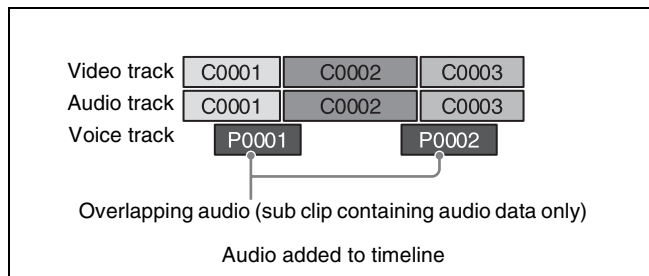 Video track C0001 C0002 C0003
Audio track C0001 C0002 C0003
Voice track P0001 P0002
Overlapping audio (sub clip containing audio data only)
Audio added to timeline